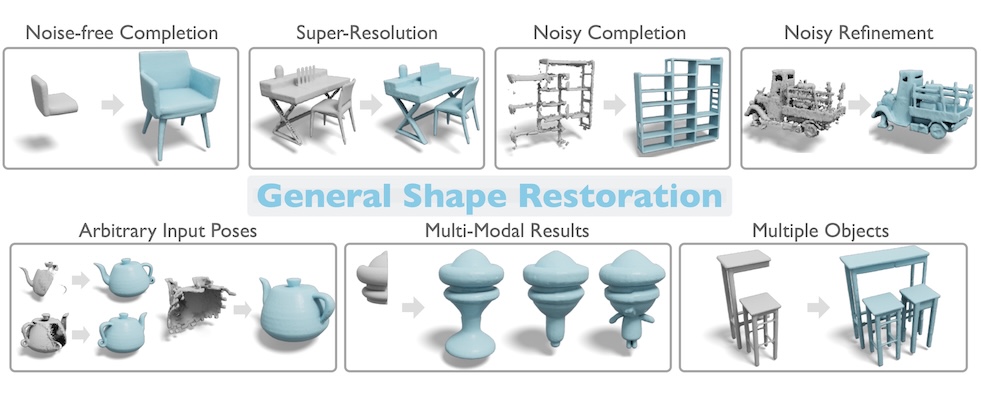 Noise-free Completion
Super-Resolution
Noisy Completion
Noisy Refinement
General Shape Restoration
Arbitrary Input Poses
Multi-Modal Results
Multiple Objects